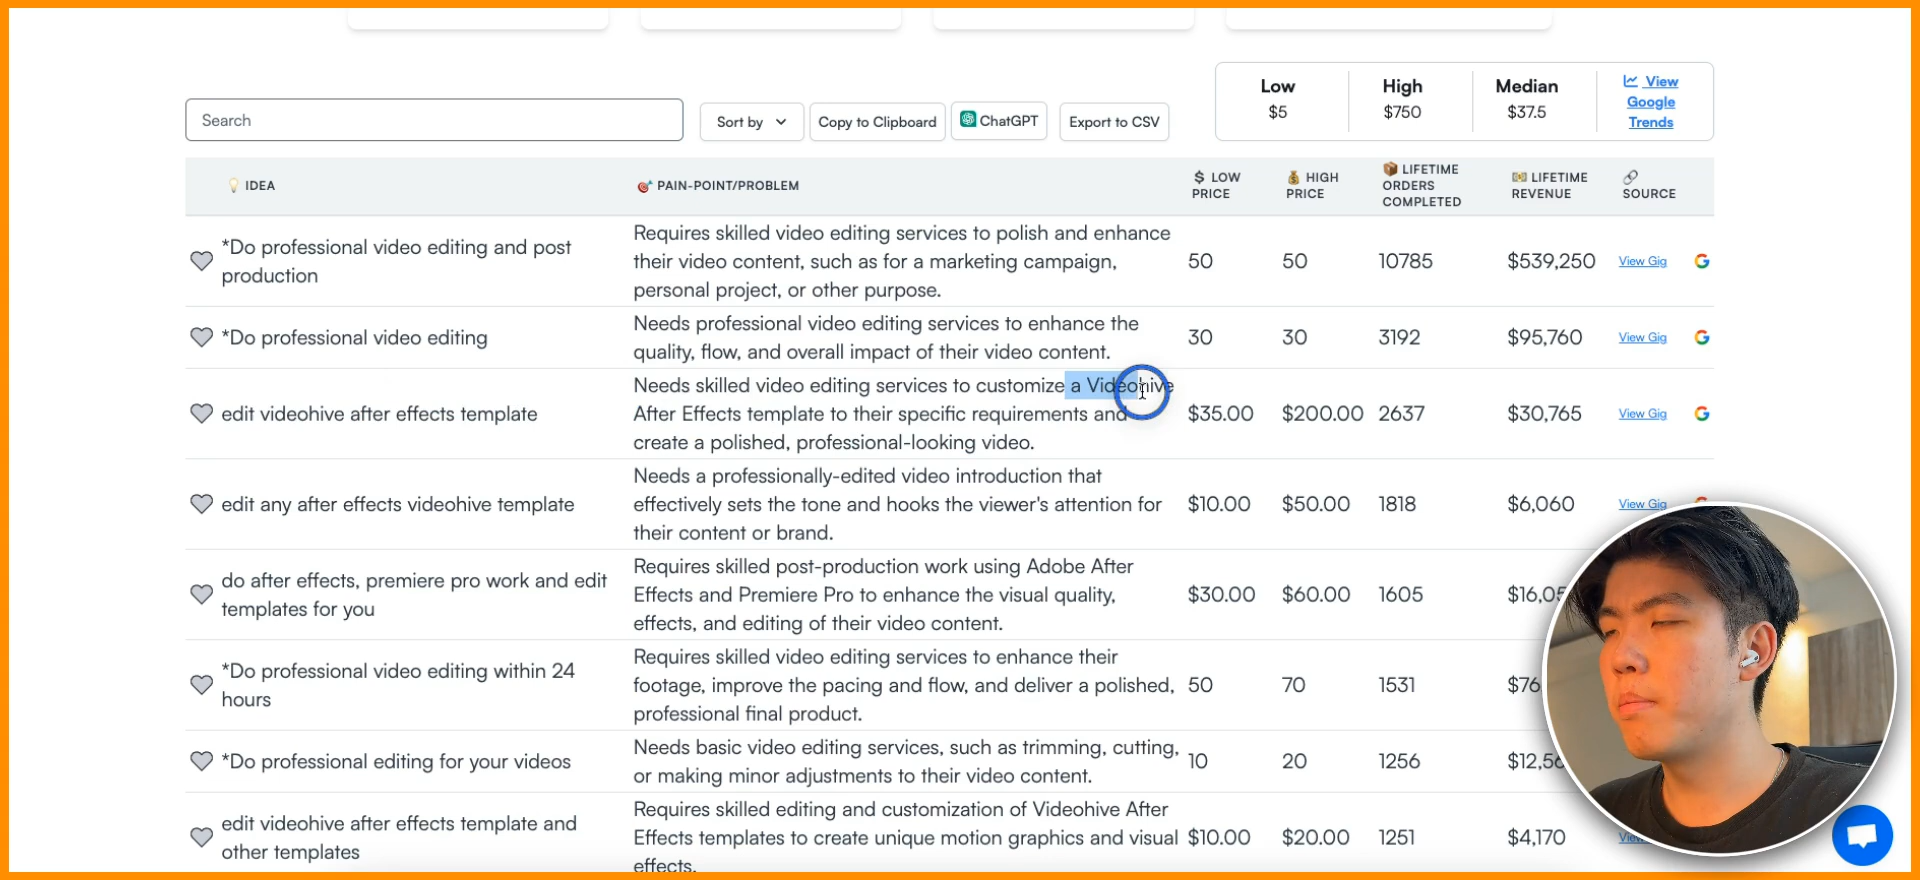 Search
Sort by
Copy to Clipboard
ChatGPT
Export to CSV
Low
$5
High
$750
Median
$37.5
View
Google
Trends
IDEA
PAIN-POINT/PROBLEM
$ LOW
PRICE
HIGH
PRICE
LIFETIME
ORDERS
COMPLETED
LIFETIME
REVENUE
SOURCE
*Do professional video editing and post
production
Requires skilled video editing services to polish and enhance
their video content, such as for a marketing campaign,
personal project, or other purpose.
50
50
10785
$539,250
View Gig
*Do professional video editing
Needs professional video editing services to enhance the
quality, flow, and overall impact of their video content.
30
30
3192
$95,760
View Gig
edit videohive after effects template
Needs skilled video editing services to customize a Videohive
After Effects template to their specific requirements and
create a polished, professional-looking video.
$35.00
$200.00
2637
$30,765
View Gig
edit any after effects videohive template
Needs a professionally-edited video introduction that
effectively sets the tone and hooks the viewer's attention for
their content or brand.
$10.00
$50.00
1818
$6,060
View Gig
do after effects, premiere pro work and edit
templates for you
Requires skilled post-production work using Adobe After
Effects and Premiere Pro to enhance the visual quality,
effects, and editing of their video content.
$30.00
$60.00
1605
*Do professional video editing within 24
hours
Requires skilled video editing services to enhance their
footage, improve the pacing and flow, and deliver a polished,
professional final product.
50
70
1531
*Do professional editing for your videos
Needs basic video editing services, such as trimming, cutting,
or making minor adjustments to their video content.
10
20
1256
edit videohive after effects template and
other templates
Requires skilled editing and customization of Videohive After
Effects templates to create unique motion graphics and visual
effects.
$10.00
$20.00
1251
$4,170